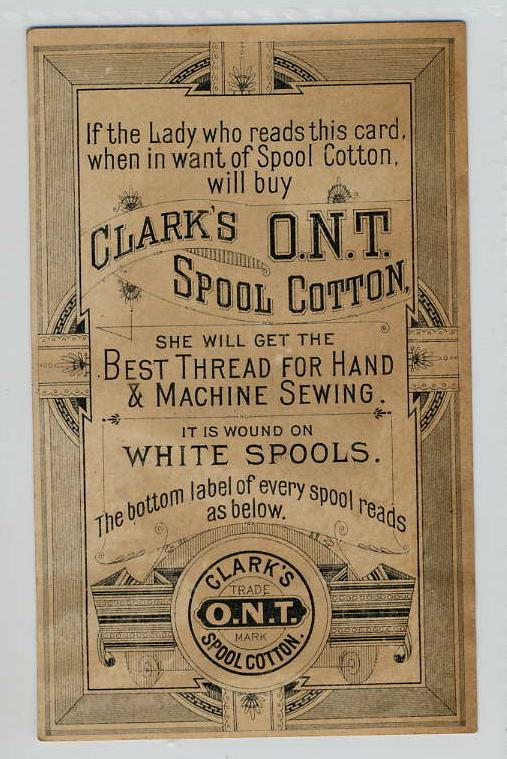 If the Lady who reads this card,
when in want of Spool Cotton,
will buy
CLARK'S O.N.T.
SPOOL COTTON,
SHE WILL GET THE
BEST THREAD FOR HAND
& MACHINE SEWING.
IT IS WOUND ON
WHITE SPOOLS.
The bottom label of every spool reads
as below.
CLARK'S
TRADE
O.N.T.
MARK
SPOOL COTTON.